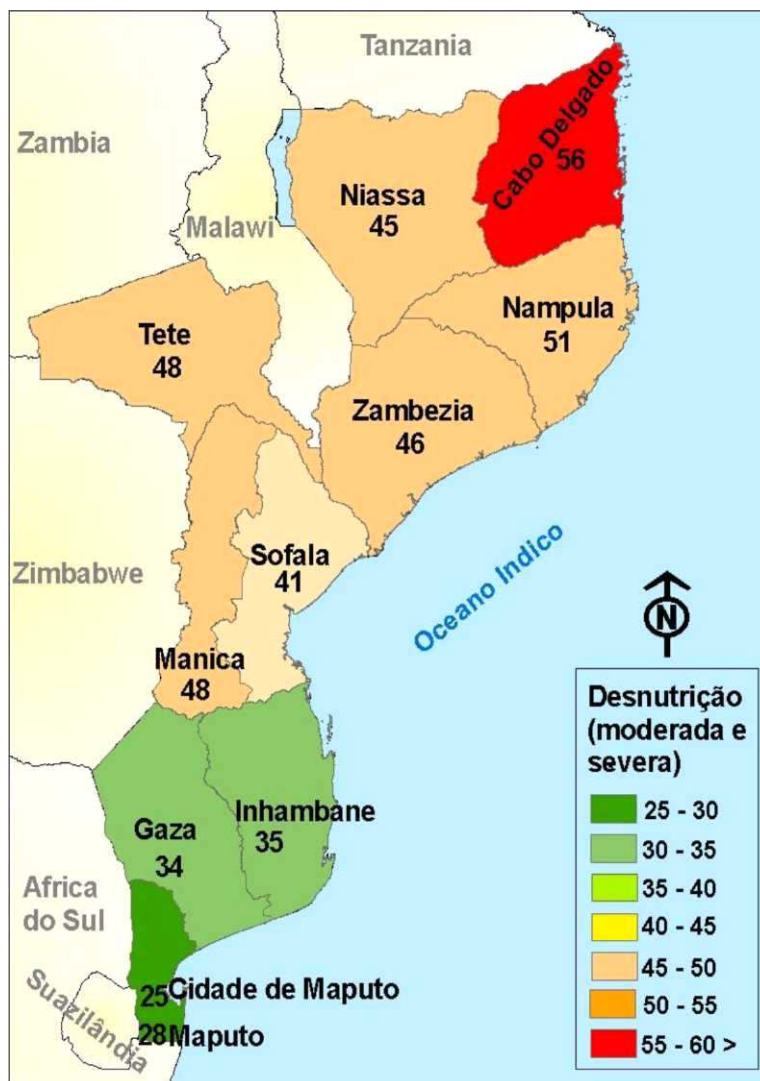 Tanzania
Zambia
Malawi
Niassa
45
Cabo Delgado
56
Nampula
51
Tete
48
Zambezia
46
Zimbabwe
Sofala
41
Manica
48
Oceano Indico
N
Gaza
34
Inhambane
35
Africa
do Sul
25 Cidade de Maputo
28 Maputo
Suazilândia
Desnutrição
(moderada e
severa)
25 - 30
30 - 35
35 - 40
40 - 45
45 - 50
50 - 55
55 - 60 >